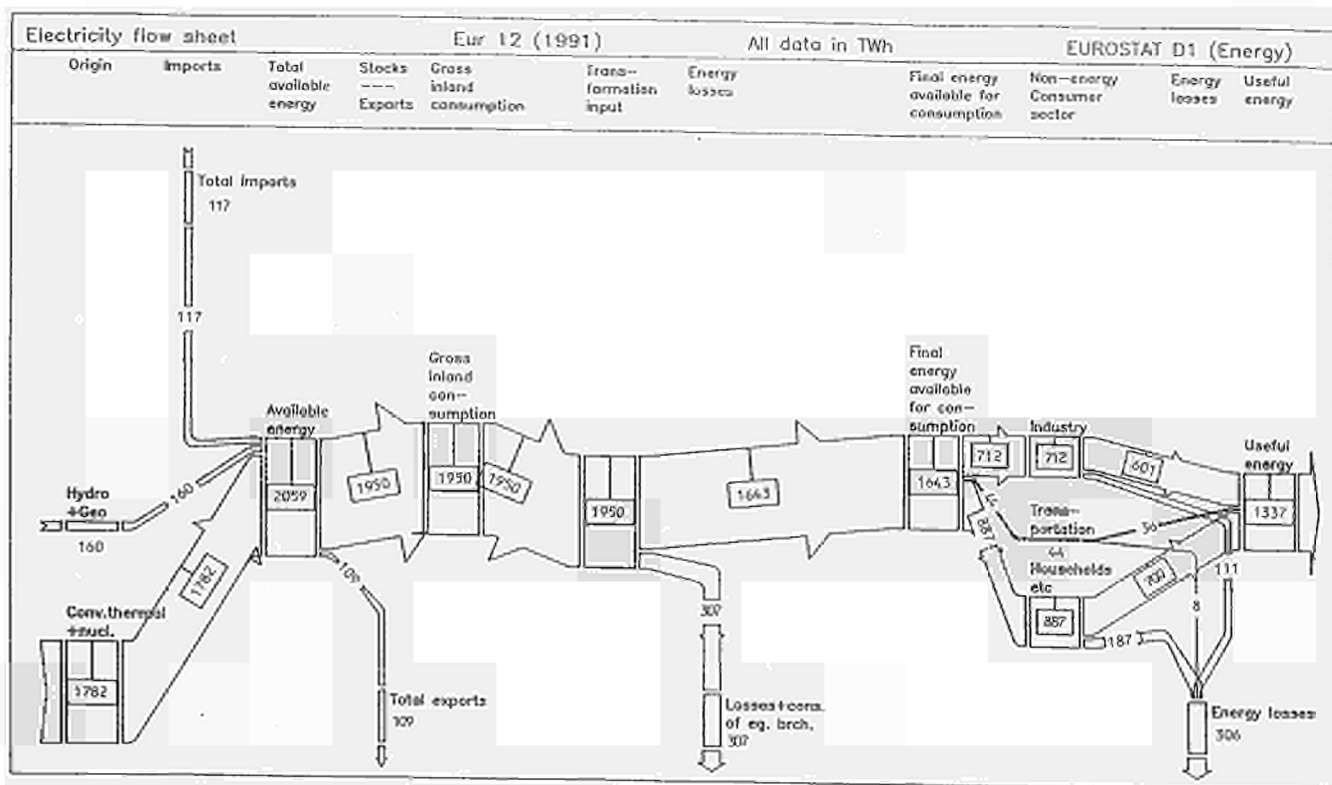 Electricity flow sheet Eur 12 (1991) All data in TWh EUROSTAT D1 (Energy)
Origin Imports Total available energy Stocks --- Exports Gross inland consumption Trans-formation input Energy losses Final energy available for consumption Non-energy Consumer sector Energy losses Useful energy
Total imports
117
117
Final
energy
available
for con-
sumption
Gross
inland
con-
sumption
Available
energy
Industry
Useful
energy
2059
1950
1950
1950
1950
1643
1643
712
712
601
1337
Hydro
+Geo
160
160
44
887
Trans-
portation
44
36
Households
etc
887
700
8
111
187
Conv.thermal
+nucl.
1782
1782
109
Total exports
109
307
Losses+cons.
of eg. brch.
307
Energy losses
306